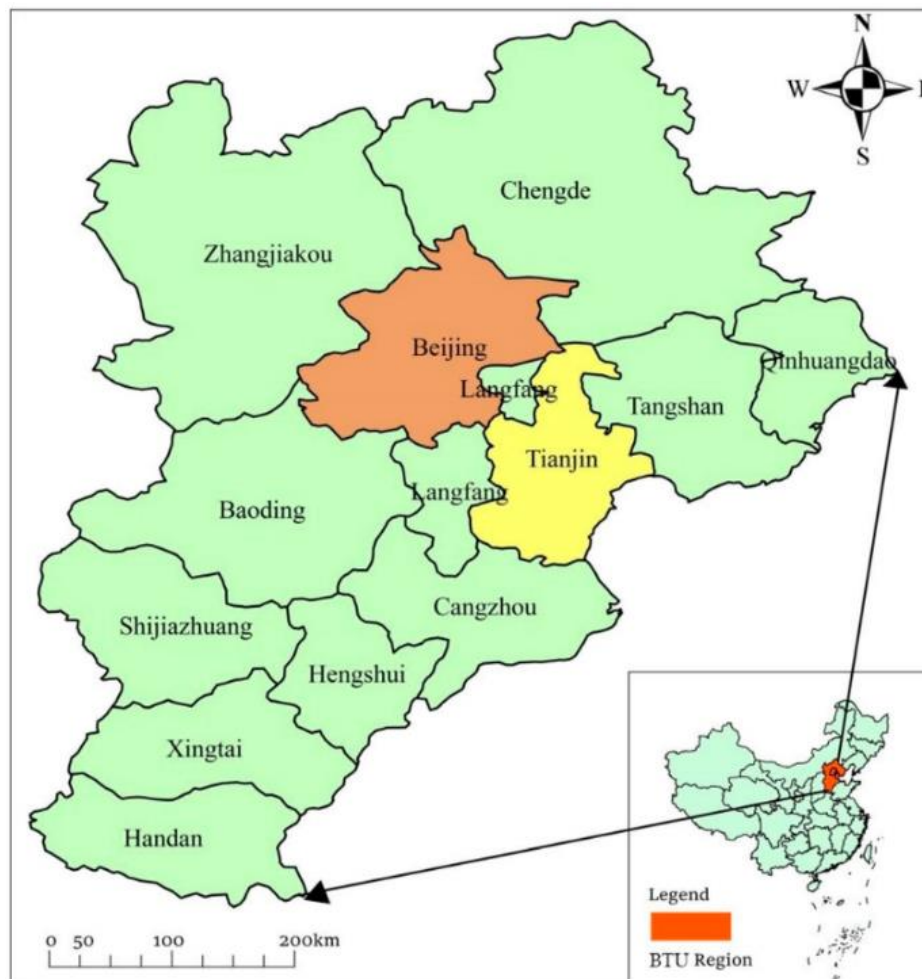 N
W
E
S
Chengde
Zhangjiakou
Beijing
Qinhuangdao
Langfang
Tangshan
Tianjin
Langfang
Baoding
Cangzhou
Shijiazhuang
Hengshui
Xingtai
Handan
Legend
BTU Region
0 50 100 200km